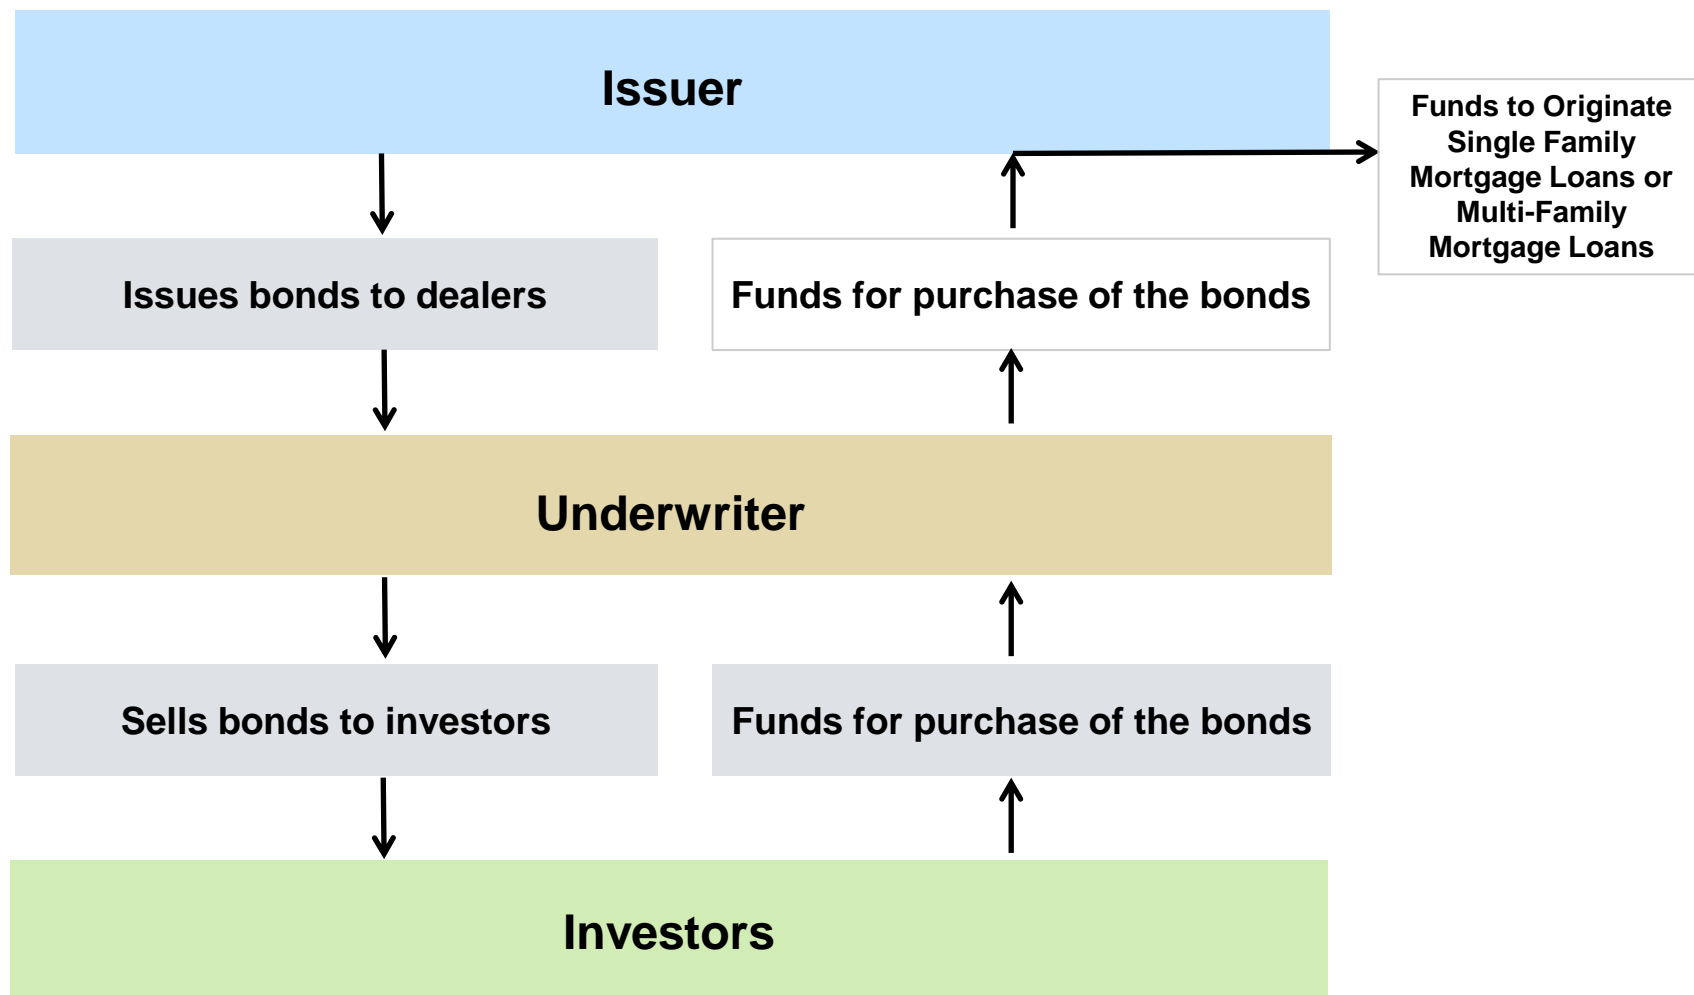 Issuer
Funds to Originate
Single Family
Mortgage Loans or
Multi-Family
Mortgage Loans
Issues bonds to dealers
Funds for purchase of the bonds
Underwriter
Sells bonds to investors
Funds for purchase of the bonds
Investors